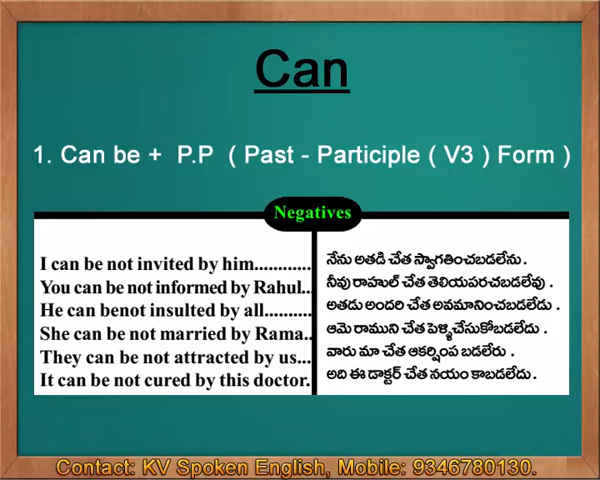 Can
1. Can be + P.P ( Past - Participle ( V3 ) Form )
Negatives
I can be not invited by him............
You can be not informed by Rahul...
He can benot insulted by all..........
She can be not married by Rama..
They can be not attracted by us...
It can be not cured by this doctor.
నేను అతడి చేత స్వాగతించబడలేను .
నీవు రాహుల్ చేత తెలియపరచబడలేవు .
అతడు అందరి చేత అవమానించబడలేడు .
ఆమె రాముని చేత పెళ్ళిచేసుకోబడలేదు .
వారు మా చేత ఆకర్షింప బడలేరు .
అది ఈ డాక్టర్ చేత నయం కాబడలేదు .
Contact: KV Spoken English, Mobile: 9346780130.